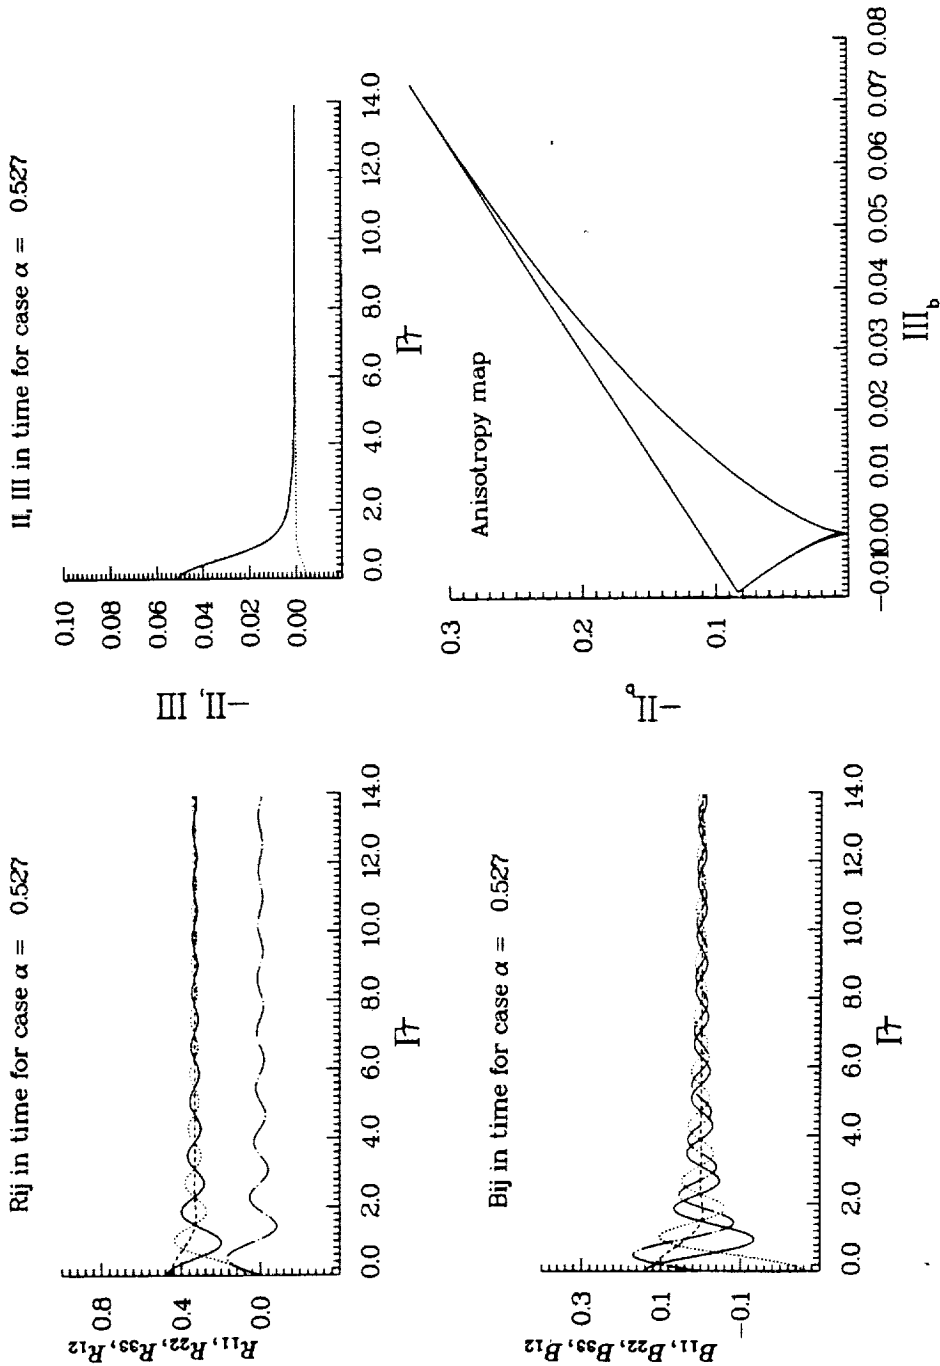 Rij in time for case α = 0.527
R₁₁, R₂₂, R₃₃, R₁₂
0.8
0.4
0.0
0.0 2.0 4.0 6.0 8.0 10.0 12.0 14.0
II, III in time for case α = 0.527
−II, III
0.10
0.08
0.06
0.04
0.02
0.00
0.0 2.0 4.0 6.0 8.0 10.0 12.0 14.0
Bij in time for case α = 0.527
B₁₁, B₂₂, B₃₃, B₁₂
0.3
0.1
−0.1
0.0 2.0 4.0 6.0 8.0 10.0 12.0 14.0
Anisotropy map
−II_b
0.3
0.2
0.1
−0.010.00 0.01 0.02 0.03 0.04 0.05 0.06 0.07 0.08
III_b